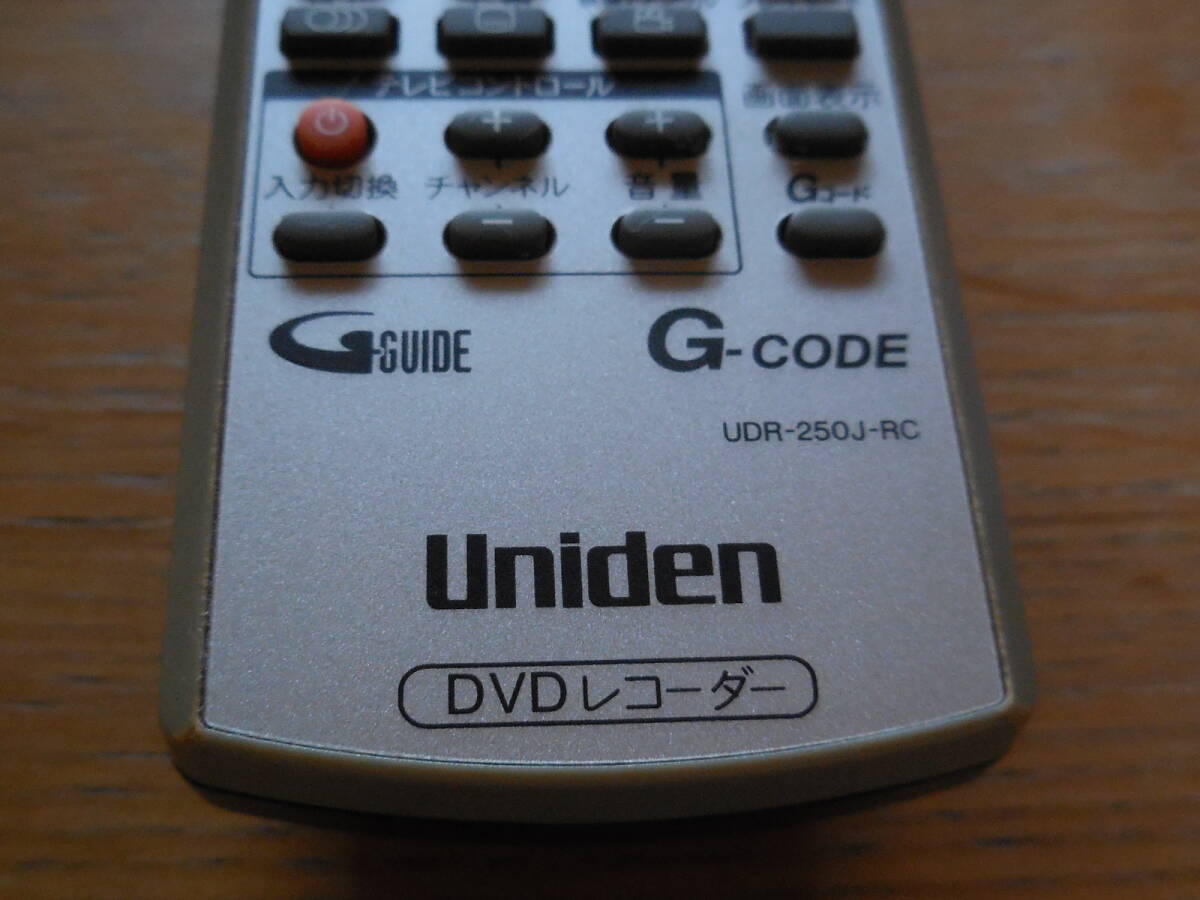 テレビコントロール
画面表示
+ +
入力切換 チャンネル 音量 Gコード
- -
G-GUIDE G-CODE
UDR-250J-RC
Uniden
DVDレコーダー